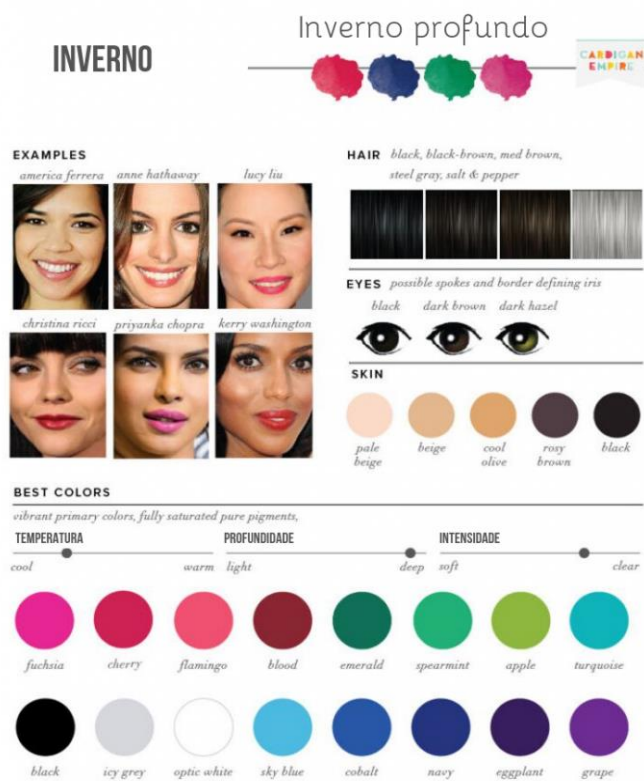 INVERNO
Inverno profundo
CARDIGAN
EMPIRE
EXAMPLES
america ferrera anne hathaway lucy liu
christina ricci priyanka chopra kerry washington
HAIR black, black-brown, med brown,
steel gray, salt & pepper
EYES possible spokes and border defining iris
black dark brown dark hazel
SKIN
pale beige
beige
cool olive
rosy brown
black
BEST COLORS
vibrant primary colors, fully saturated pure pigments,
TEMPERATURA PROFUNDIDADE INTENSIDADE
cool warm light deep soft clear
fuchsia cherry flamingo blood emerald spearmint apple turquoise
black icy grey optic white sky blue cobalt navy eggplant grape